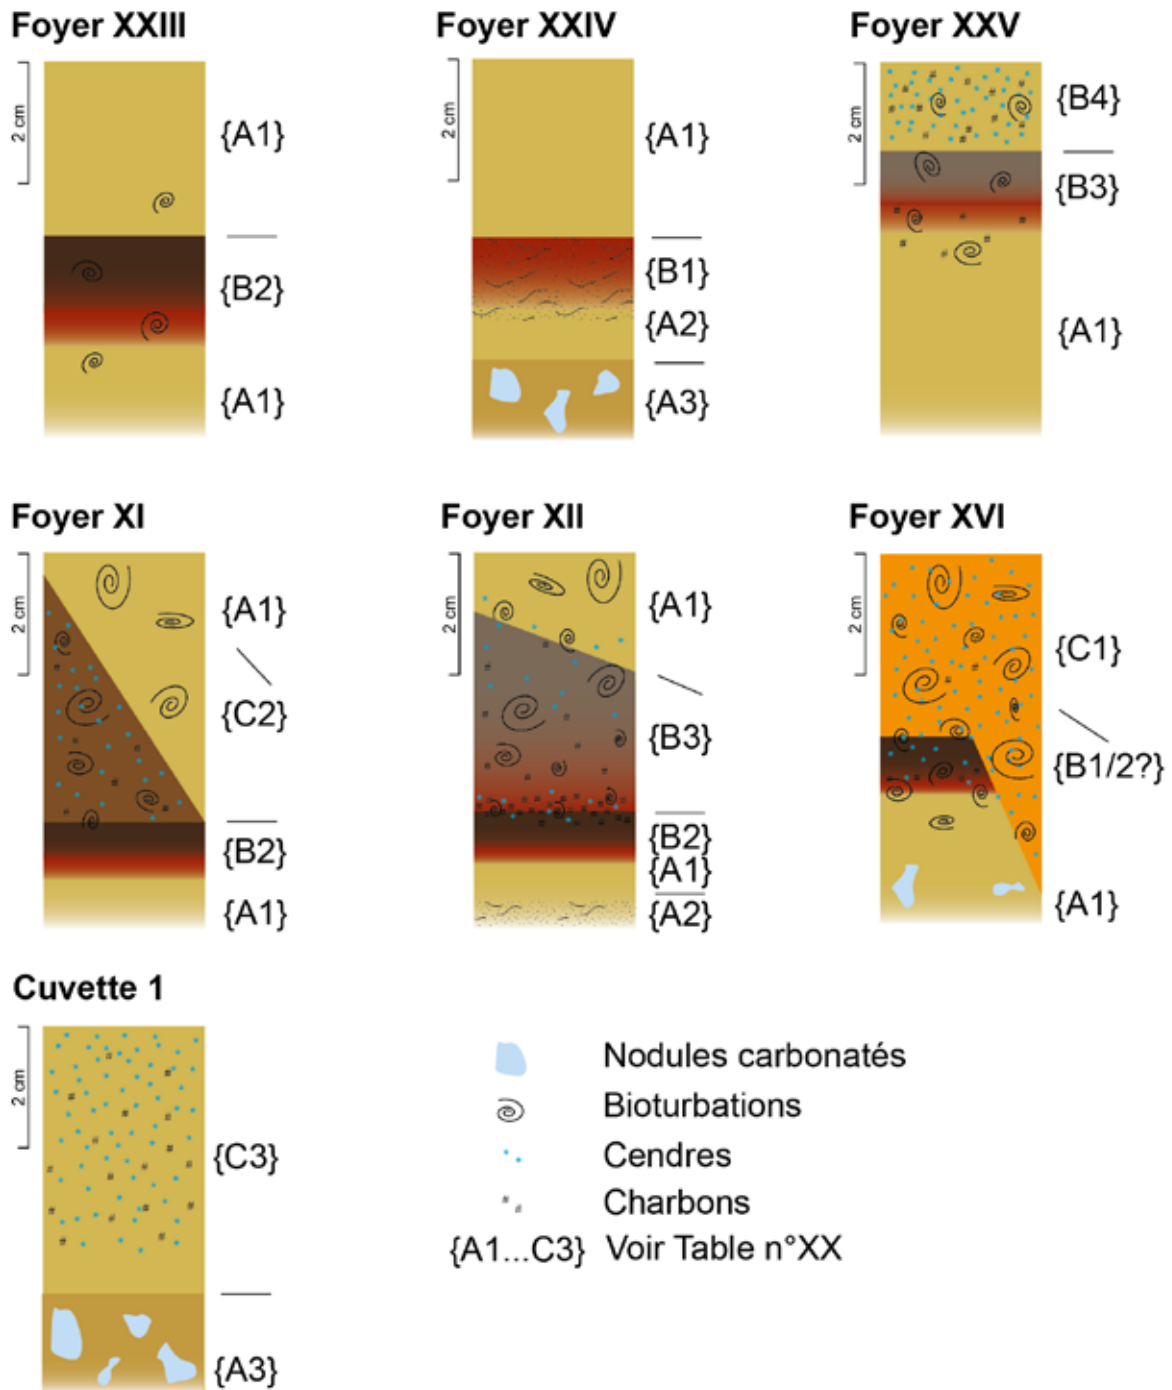 Foyer XXIII
2 cm
{A1}
{B2}
{A1}
Foyer XXIV
2 cm
{A1}
{B1}
{A2}
{A3}
Foyer XXV
2 cm
{B4}
{B3}
{A1}
Foyer XI
2 cm
{A1}
{C2}
{B2}
{A1}
Foyer XII
2 cm
{A1}
{B3}
{B2}
{A1}
{A2}
Foyer XVI
2 cm
{C1}
{B1/2?}
{A1}
Cuvette 1
2 cm
{C3}
{A3}
Nodules carbonatés
Bioturbations
Cendres
Charbons
{A1...C3} Voir Table n°XX